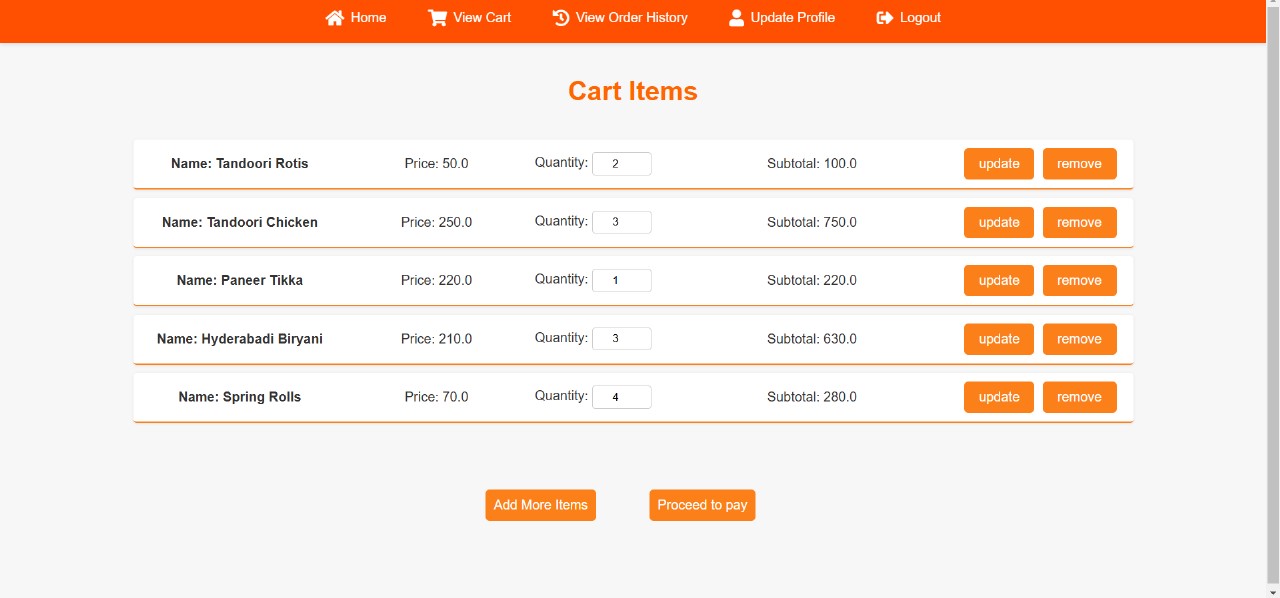 Home View Cart View Order History Update Profile Logout
Cart Items
Name: Tandoori Rotis Price: 50.0 Quantity: 2 Subtotal: 100.0 update remove
Name: Tandoori Chicken Price: 250.0 Quantity: 3 Subtotal: 750.0 update remove
Name: Paneer Tikka Price: 220.0 Quantity: 1 Subtotal: 220.0 update remove
Name: Hyderabadi Biryani Price: 210.0 Quantity: 3 Subtotal: 630.0 update remove
Name: Spring Rolls Price: 70.0 Quantity: 4 Subtotal: 280.0 update remove
Add More Items Proceed to pay